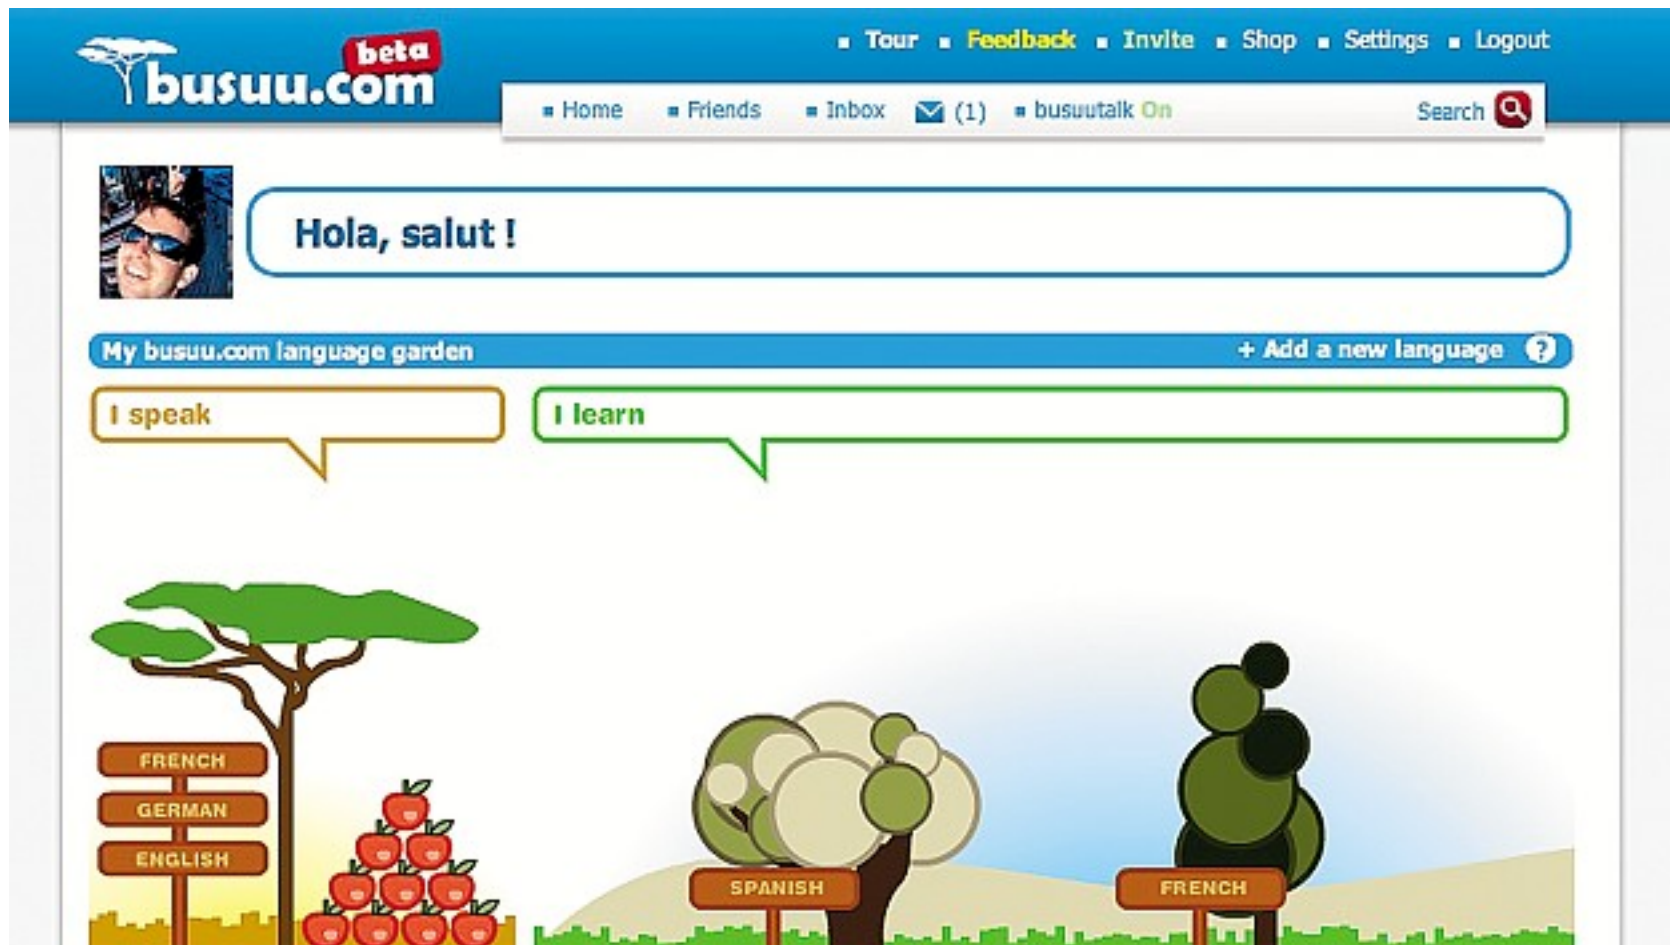 beta
busuu.com
Tour Feedback Invite Shop Settings Logout
Home Friends Inbox (1) busuutalk On Search
Hola, salut !
My busuu.com language garden + Add a new language ?
I speak I learn
FRENCH
GERMAN
ENGLISH
SPANISH FRENCH